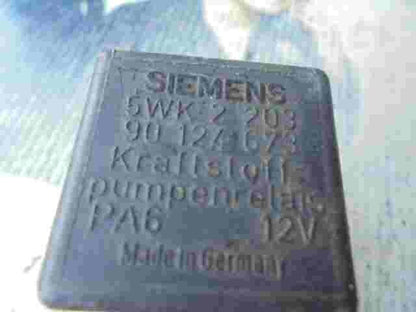 SIEMENS
5WK 2 203
90 124 673
Kraftstoff-
pumpenrelais
PA6 12V
Made in Germany